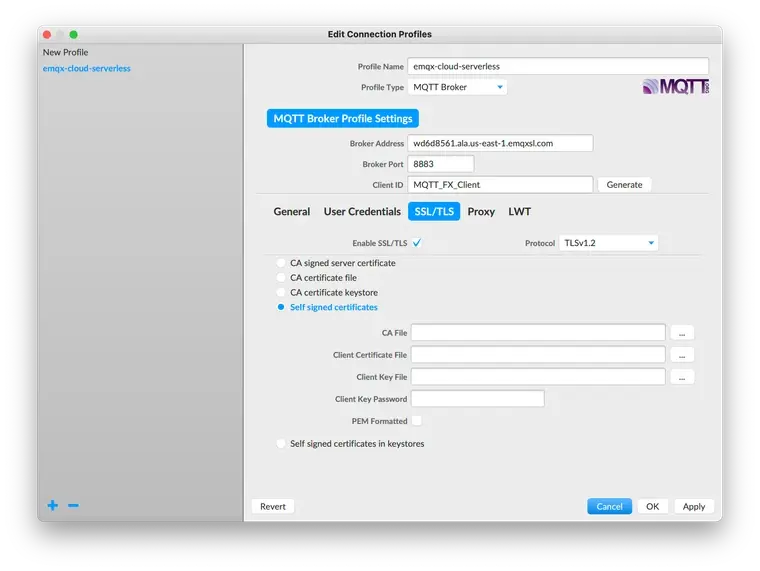 Edit Connection Profiles
New Profile
emqx-cloud-serverless
Profile Name emqx-cloud-serverless
Profile Type MQTT Broker
MQTT
.ORG
MQTT Broker Profile Settings
Broker Address wd6d8561.ala.us-east-1.emqxsl.com
Broker Port 8883
Client ID MQTT_FX_Client Generate
General User Credentials SSL/TLS Proxy LWT
Enable SSL/TLS Protocol TLSv1.2
CA signed server certificate
CA certificate file
CA certificate keystore
Self signed certificates
CA File ...
Client Certificate File ...
Client Key File ...
Client Key Password
PEM Formatted
Self signed certificates in keystores
Revert Cancel OK Apply